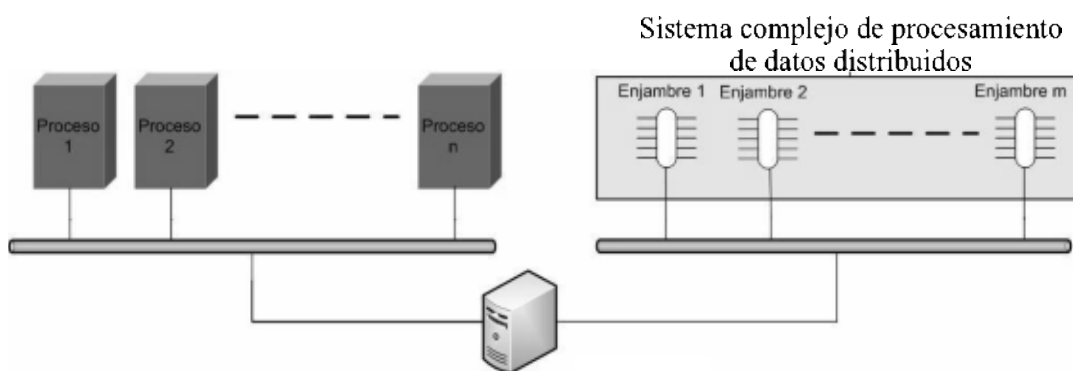 Sistema complejo de procesamiento
de datos distribuidos
Proceso
1
Proceso
2
Proceso
n
Enjambre 1
Enjambre 2
Enjambre m